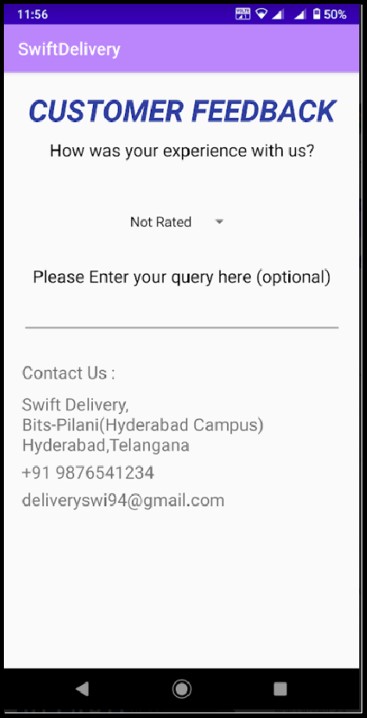 11:56
50%
SwiftDelivery
CUSTOMER FEEDBACK
How was your experience with us?
Not Rated
Please Enter your query here (optional)
Contact Us :
Swift Delivery,
Bits-Pilani(Hyderabad Campus)
Hyderabad,Telangana
+91 9876541234
deliveryswi94@gmail.com